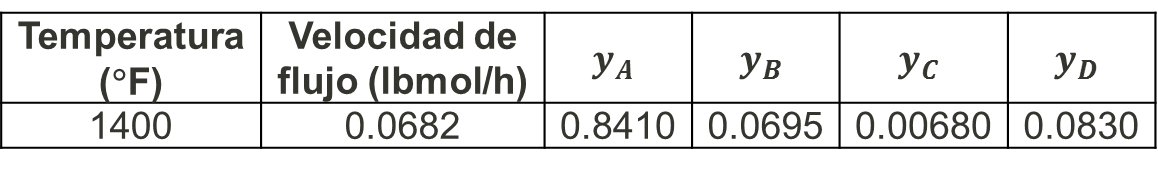 Temperatura Velocidad de
(°F) flujo (lbmol/h) y_A y_B y_C y_D
1400 0.0682 0.8410 0.0695 0.00680 0.0830